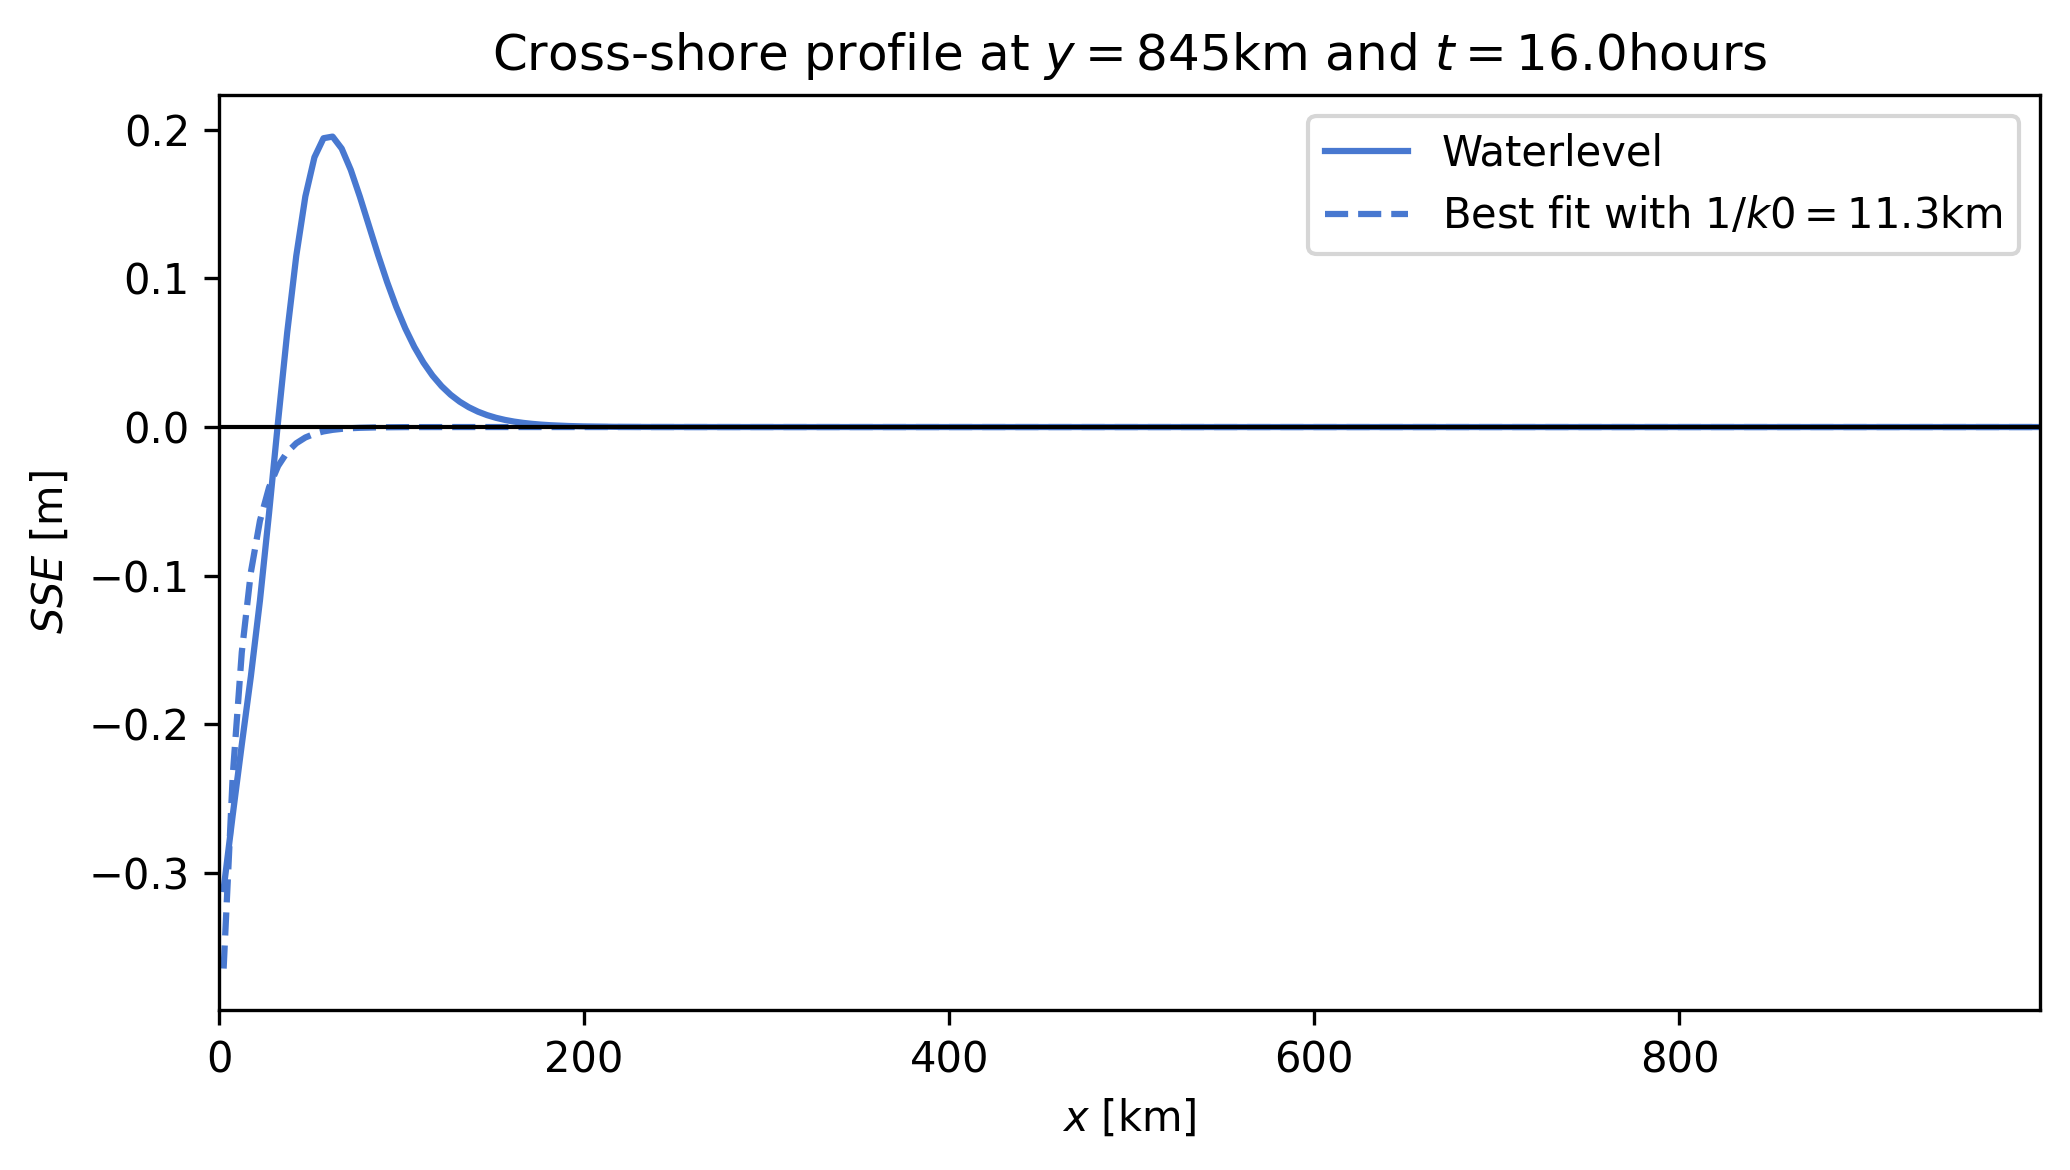 Cross-shore profile at y = 845km and t = 16.0hours
Waterlevel
Best fit with 1/k0 = 11.3km
0.2
0.1
0.0
−0.1
−0.2
−0.3
SSE [m]
0 200 400 600 800
x [km]